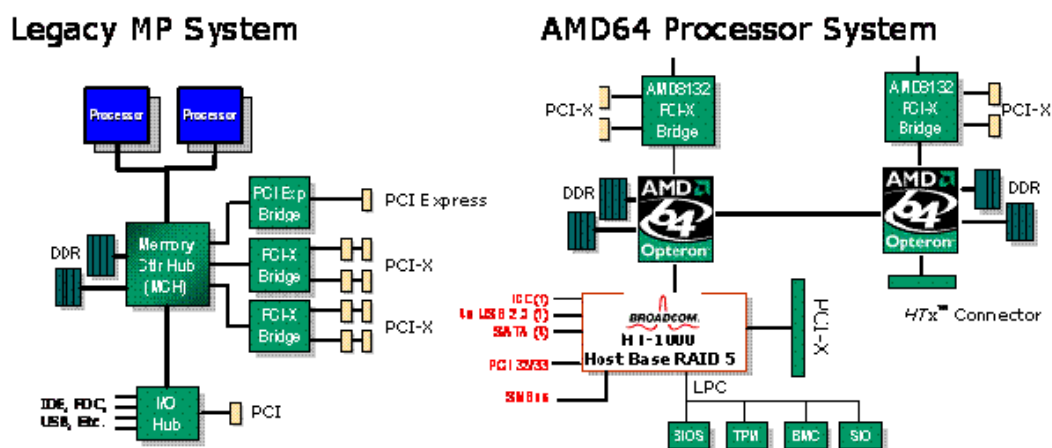 Legacy MP System
Processor
Processor
PCI Exp
Bridge
PCI Express
DDR
Memory
Ctlr Hub
(MCH)
PCI-X
Bridge
PCI-X
PCI-X
Bridge
PCI-X
IDE, FDC,
USB, Etc.
I/O
Hub
PCI
AMD64 Processor System
PCI-X
AMD8132
PCI-X
Bridge
AMD8132
PCI-X
Bridge
PCI-X
DDR
AMD
64
Opteron
AMD
64
Opteron
DDR
HTx™ Connector
BROADCOM.
HT-1000
Host Base RAID 5
PCI-X
USB 2.0
SATA
PCI 32/33
SMBus
LPC
BIOS
TPM
BMC
SIO